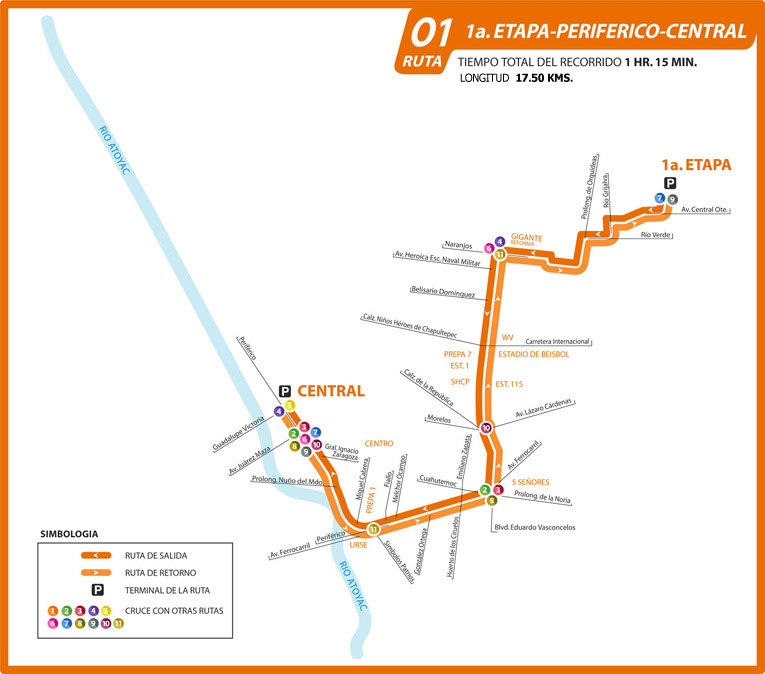 01
RUTA
1a. ETAPA-PERIFERICO-CENTRAL
TIEMPO TOTAL DEL RECORRIDO 1 HR. 15 MIN.
LONGITUD 17.50 KMS.
RIO ATOYAC
1a. ETAPA
P
7 9
Prolong. de Orquídeas
Río Grijalva
Av. Central Ote.
Río Verde
GIGANTE
REFORMA
4
6
11
Naranjos
Av. Heroica Esc. Naval Militar
Belisario Domínguez
Calz. Niños Héroes de Chapultepec
WV
Carretera Internacional
PREPA 7
ESTADIO DE BEISBOL
EST. 1
SHCP
EST. 115
Calz. de la República
Av. Lázaro Cárdenas
Morelos
10
Emiliano Zapata
Av. Ferrocarril
Periférico
P
CENTRAL
4 5
Guadalupe Victoria
3 7
2 6 10
8 9
Gral. Ignacio
Zaragoza
CENTRO
Av. Juárez Maza
Prolong. Nuño del Mdo.
Miguel Cabrera
PREPA 1
Fiallo
Melchor Ocampo
Cuahutemoc
5 SEÑORES
2 3
8
Prolong. de la Noria
Blvd. Eduardo Vasconcelos
11
Periférico
Av. Ferrocarril
URSE
Símbolos Patrios
González Ortega
Huerto de los Ciruelos
RIO ATOYAC
SIMBOLOGIA
RUTA DE SALIDA
RUTA DE RETORNO
P TERMINAL DE LA RUTA
1 2 3 4 5 CRUCE CON OTRAS RUTAS
6 7 8 9 10 11